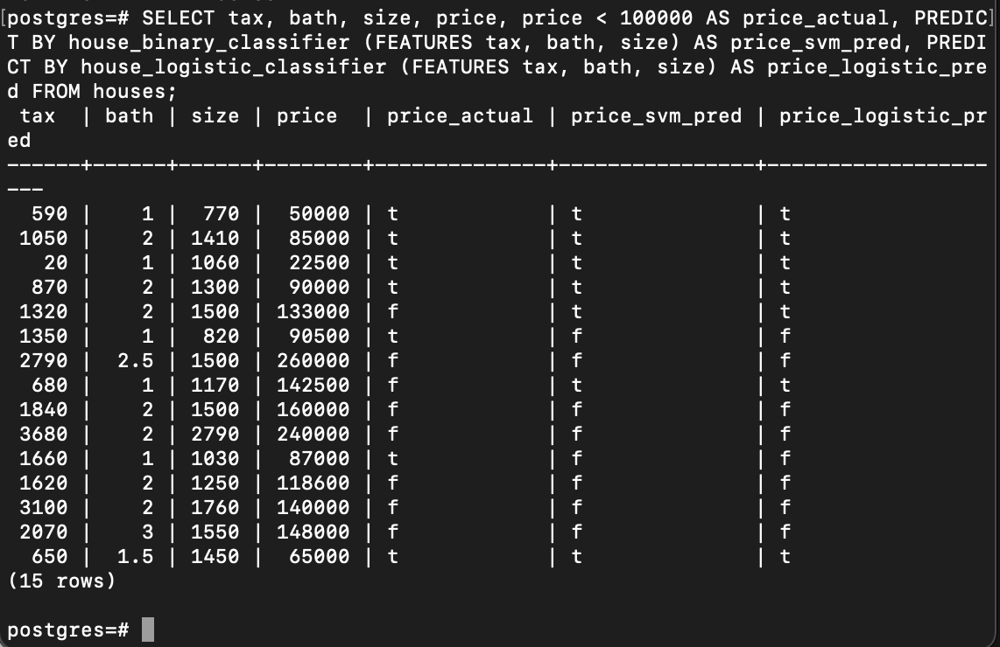 [postgres=# SELECT tax, bath, size, price, price < 100000 AS price_actual, PREDIC]
T BY house_binary_classifier (FEATURES tax, bath, size) AS price_svm_pred, PREDI
CT BY house_logistic_classifier (FEATURES tax, bath, size) AS price_logistic_pre
d FROM houses;
 tax  | bath | size | price  | price_actual | price_svm_pred | price_logistic_pr
ed
------+------+------+--------+--------------+----------------+------------------
---
  590 |    1 |  770 |  50000 | t            | t              | t
 1050 |    2 | 1410 |  85000 | t            | t              | t
   20 |    1 | 1060 |  22500 | t            | t              | t
  870 |    2 | 1300 |  90000 | t            | t              | t
 1320 |    2 | 1500 | 133000 | f            | t              | t
 1350 |    1 |  820 |  90500 | t            | f              | f
 2790 |  2.5 | 1500 | 260000 | f            | f              | f
  680 |    1 | 1170 | 142500 | f            | t              | t
 1840 |    2 | 1500 | 160000 | f            | f              | f
 3680 |    2 | 2790 | 240000 | f            | f              | f
 1660 |    1 | 1030 |  87000 | t            | f              | f
 1620 |    2 | 1250 | 118600 | f            | f              | f
 3100 |    2 | 1760 | 140000 | f            | f              | f
 2070 |    3 | 1550 | 148000 | f            | f              | f
  650 |  1.5 | 1450 |  65000 | t            | t              | t
(15 rows)
postgres=#